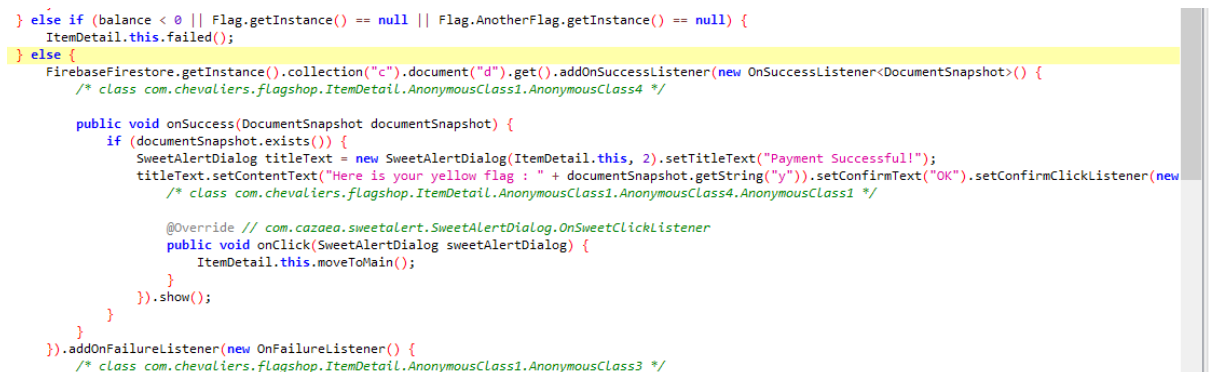 } else if (balance < 0 || Flag.getInstance() == null || Flag.AnotherFlag.getInstance() == null) {
    ItemDetail.this.failed();
} else {
    FirebaseFirestore.getInstance().collection("c").document("d").get().addOnSuccessListener(new OnSuccessListener<DocumentSnapshot>() {
        /* class com.chevaliers.flagshop.ItemDetail.AnonymousClass1.AnonymousClass4 */

        public void onSuccess(DocumentSnapshot documentSnapshot) {
            if (documentSnapshot.exists()) {
                SweetAlertDialog titleText = new SweetAlertDialog(ItemDetail.this, 2).setTitleText("Payment Successful!");
                titleText.setContentText("Here is your yellow flag : " + documentSnapshot.getString("y")).setConfirmText("OK").setConfirmClickListener(new
                    /* class com.chevaliers.flagshop.ItemDetail.AnonymousClass1.AnonymousClass4.AnonymousClass1 */

                    @Override // com.cazaea.sweetalert.SweetAlertDialog.OnSweetClickListener
                    public void onClick(SweetAlertDialog sweetAlertDialog) {
                        ItemDetail.this.moveToMain();
                    }
                }).show();
            }
        }
    }).addOnFailureListener(new OnFailureListener() {
        /* class com.chevaliers.flagshop.ItemDetail.AnonymousClass1.AnonymousClass3 */